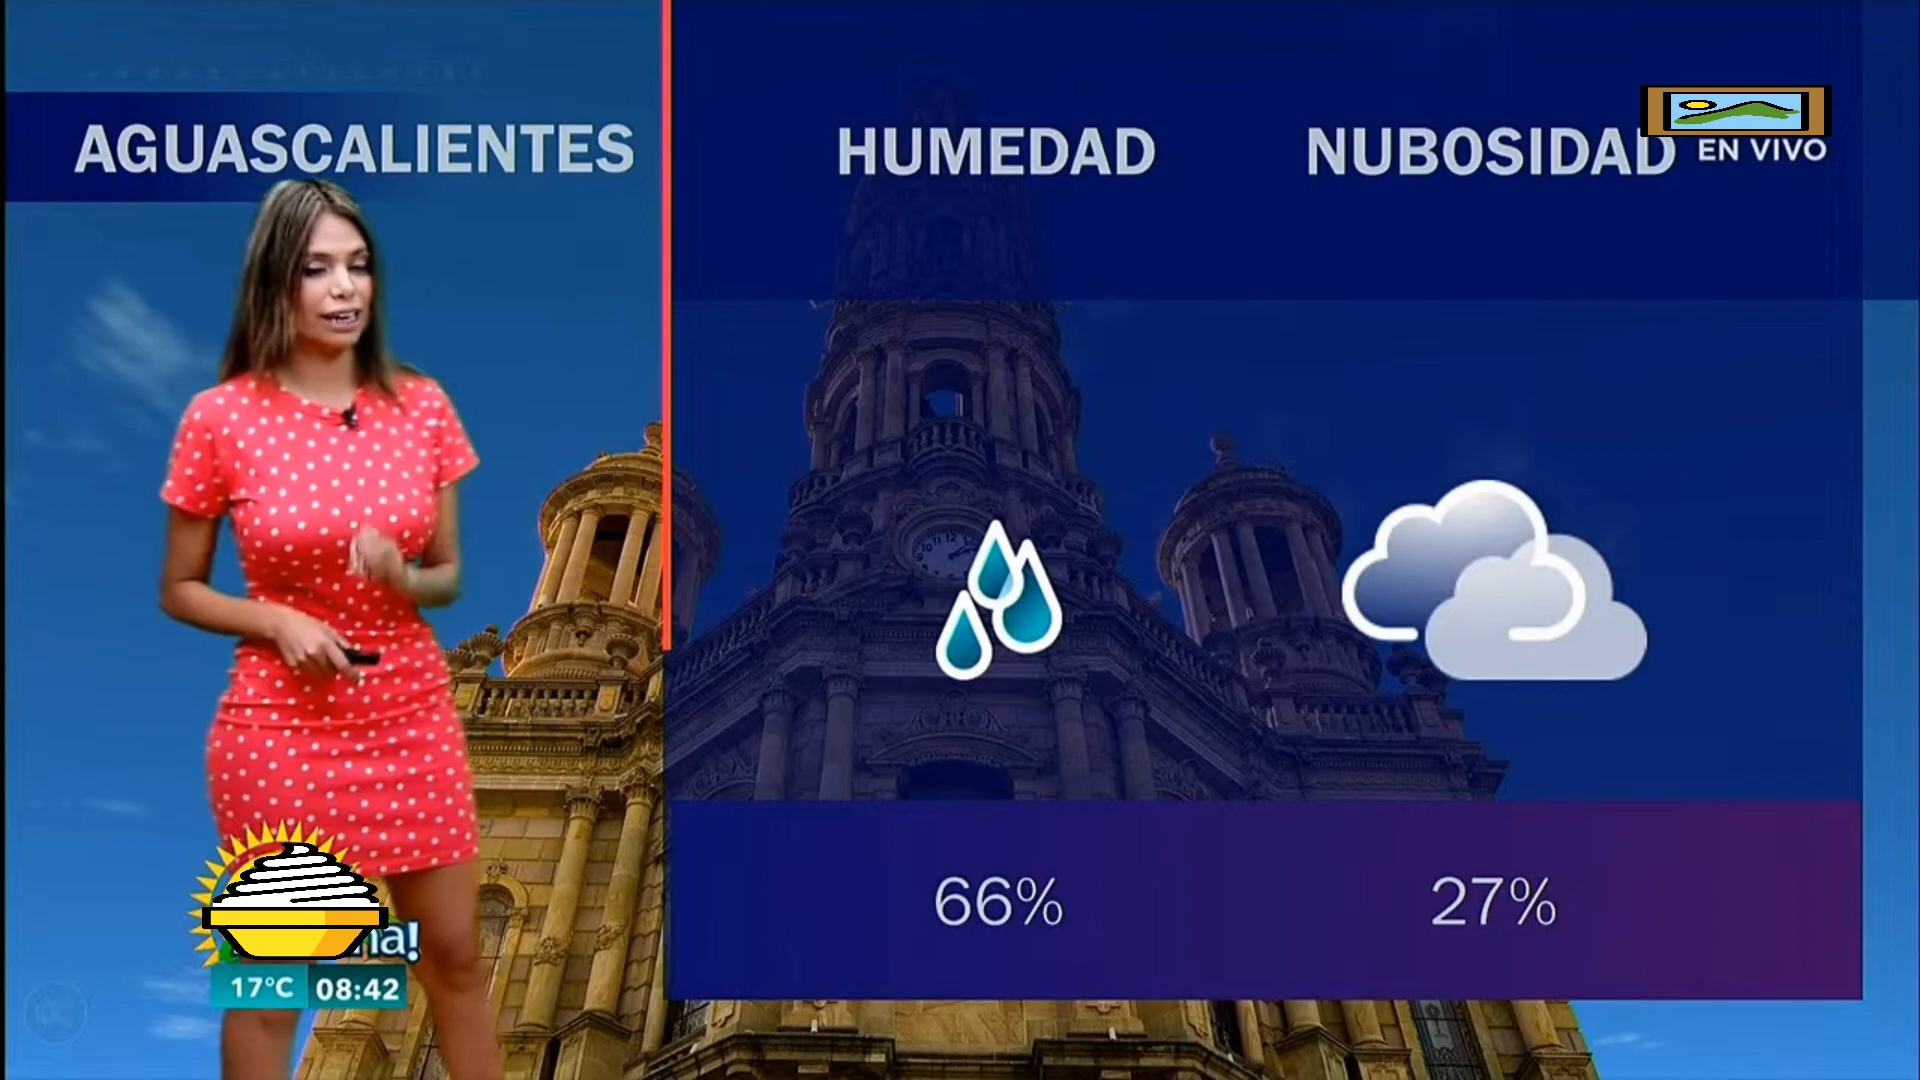 AGUASCALIENTES
HUMEDAD
NUBOSIDAD
EN VIVO
66%
27%
17°C
08:42